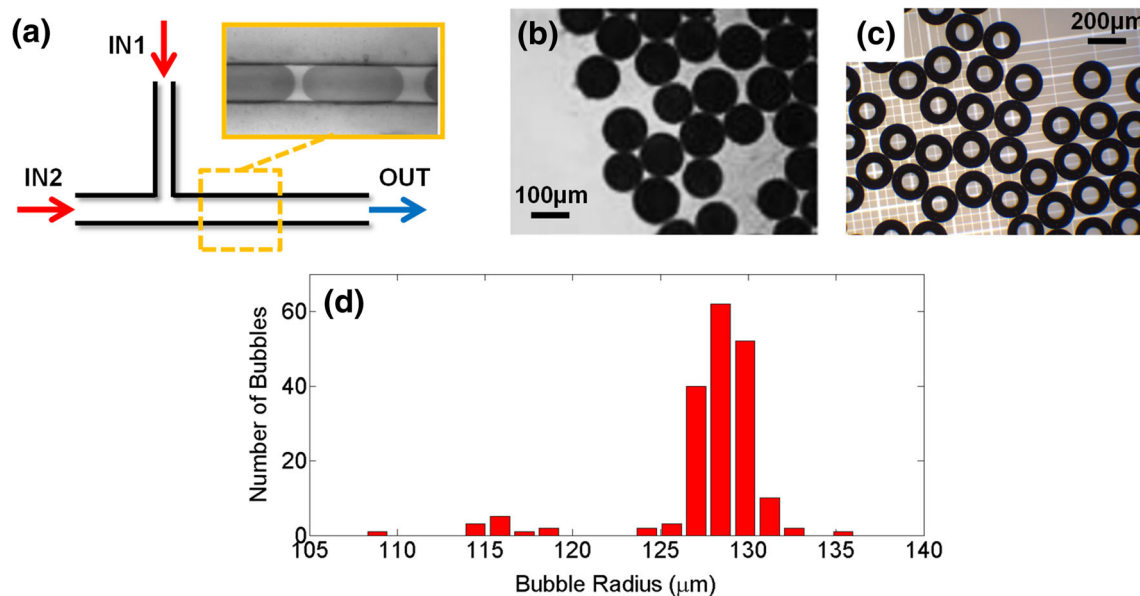 (a)
IN1
IN2
OUT
(b)
100μm
(c)
200μm
(d)
Number of Bubbles
60
40
20
0
105 110 115 120 125 130 135 140
Bubble Radius (μm)